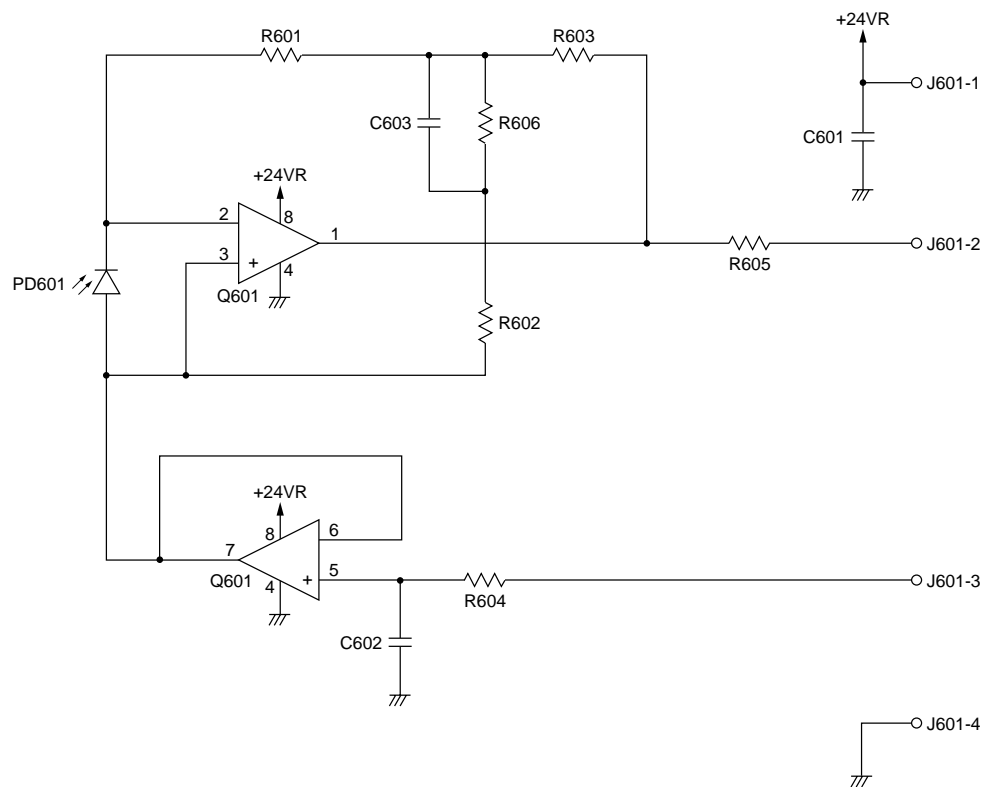 R601
R603
+24VR
J601-1
C603
R606
C601
+24VR
2
8
1
3
+
4
Q601
J601-2
R605
PD601
R602
+24VR
8
6
7
Q601
4
+
5
R604
J601-3
C602
J601-4